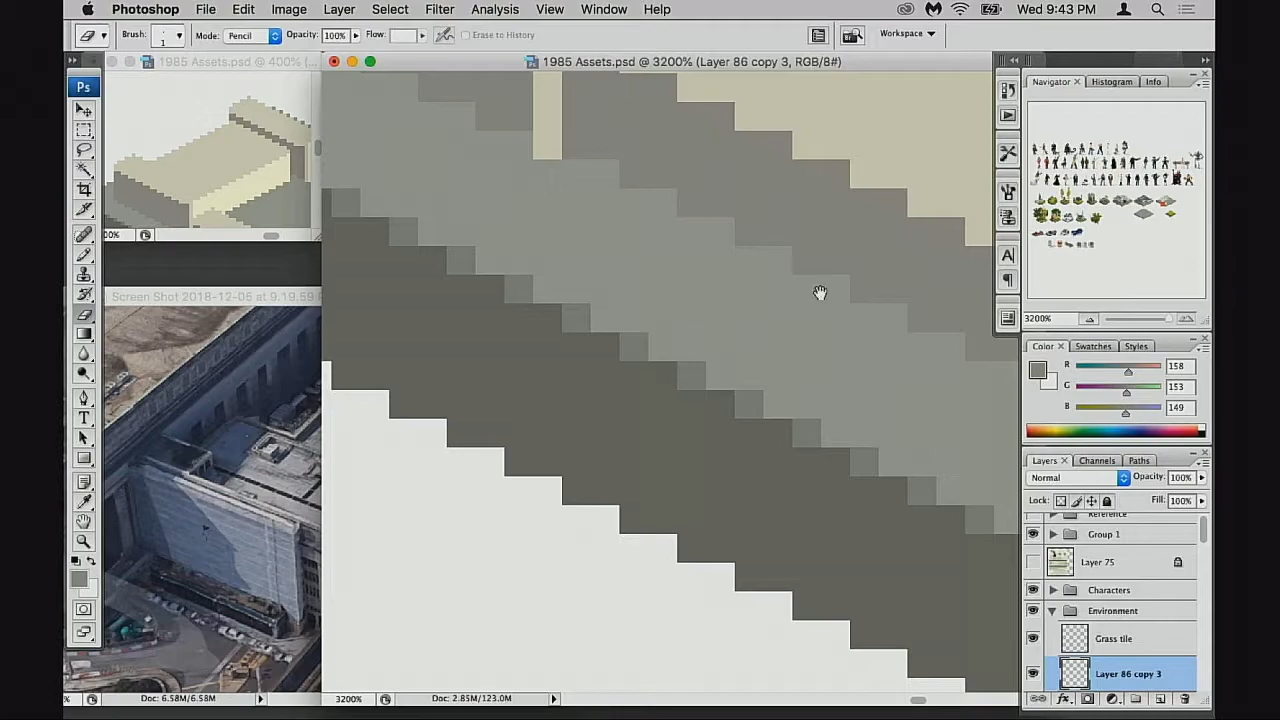 Photoshop File Edit Image Layer Select Filter Analysis View Window Help Wed 9:43 PM
Brush: 1 Mode: Pencil Opacity: 100% Flow: Erase to History Workspace
1985 Assets.psd @ 400% (...
1985 Assets.psd @ 3200% (Layer 86 copy 3, RGB/8#)
Ps
Navigator Histogram Info
00%
Screen Shot 2018-12-05 at 9.19.59 P
3200%
Color Swatches Styles
R 158
G 153
B 149
Layers Channels Paths
Normal Opacity: 100%
Lock: Fill: 100%
Reference
Group 1
Layer 75
Characters
Environment
Grass tile
Layer 86 copy 3
% Doc: 6.58M/6.58M
3200% Doc: 2.85M/123.0M